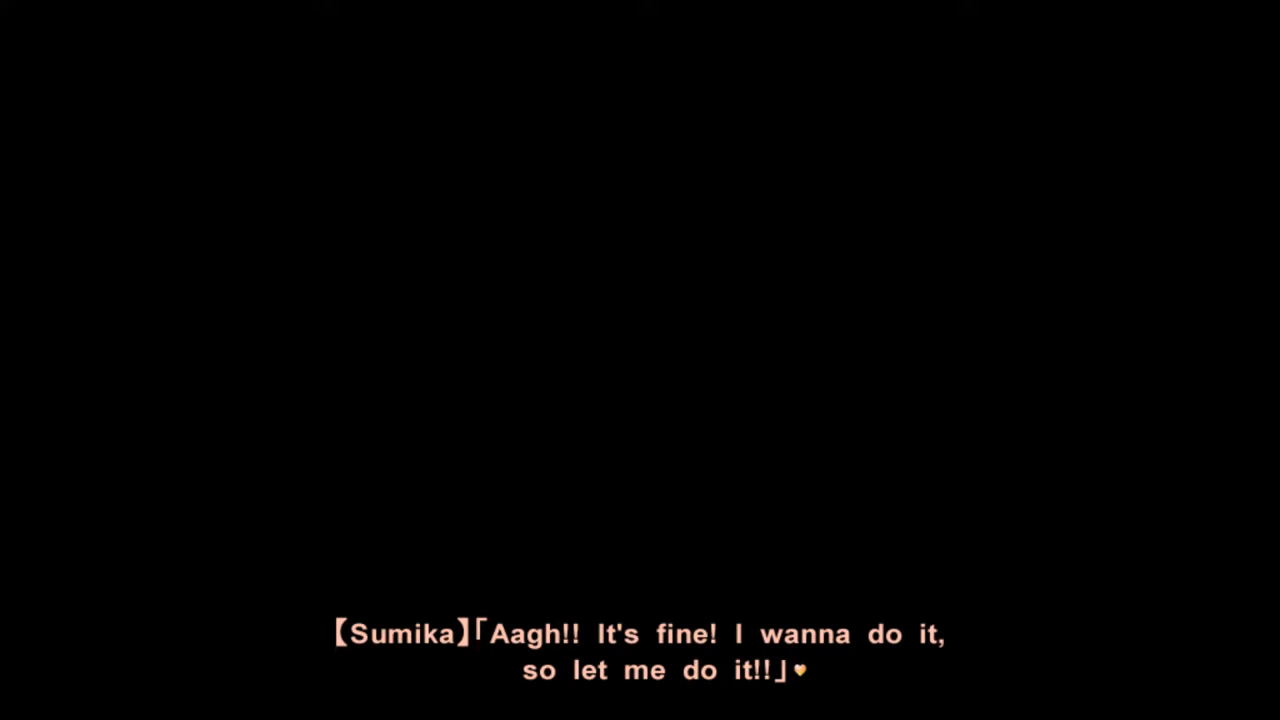 【Sumika】「Aagh!! It's fine! I wanna do it,
so let me do it!!」